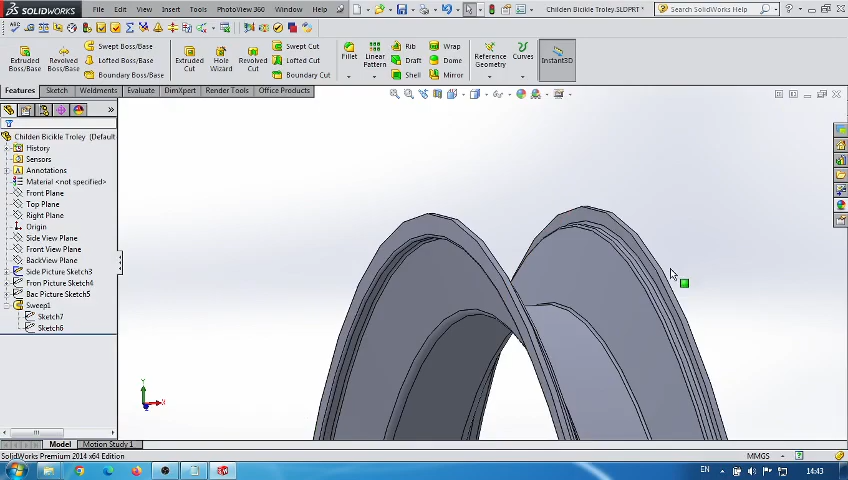 SOLIDWORKS
File Edit View Insert Tools PhotoView 360 Window Help
Childen Bicikle Troley.SLDPRT *
Search SolidWorks Help
Extruded Boss/Base
Revolved Boss/Base
Swept Boss/Base
Lofted Boss/Base
Boundary Boss/Base
Extruded Cut
Hole Wizard
Revolved Cut
Swept Cut
Lofted Cut
Boundary Cut
Fillet
Linear Pattern
Rib
Draft
Shell
Wrap
Dome
Mirror
Reference Geometry
Curves
Instant3D
Features Sketch Weldments Evaluate DimXpert Render Tools Office Products
Childen Bicikle Troley (Default
History
Sensors
Annotations
Material <not specified>
Front Plane
Top Plane
Right Plane
Origin
Side View Plane
Front View Plane
BackView Plane
Side Picture Sketch3
Fron Picture Sketch4
Bac Picture Sketch5
Sweep1
Sketch7
Sketch6
Y
X
Model Motion Study 1
SolidWorks Premium 2014 x64 Edition
MMGS
EN
14:43